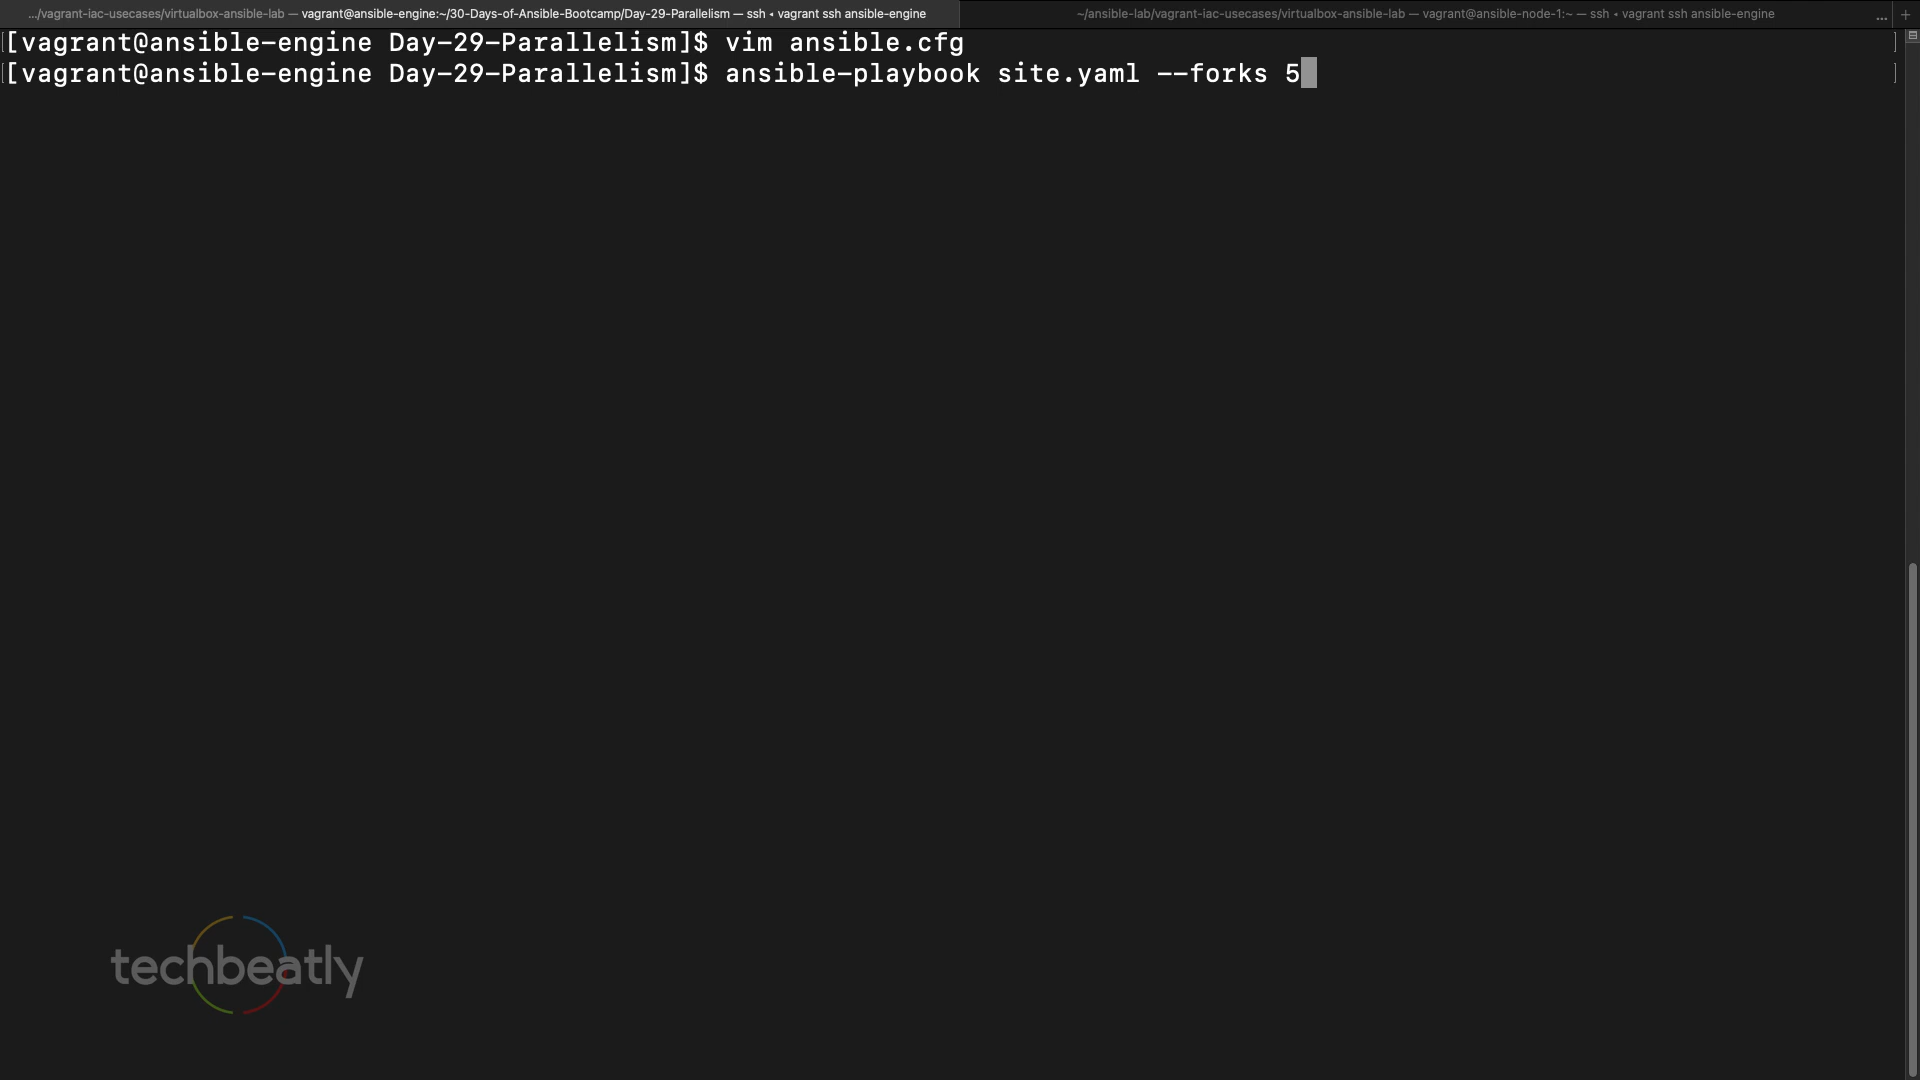 .../vagrant-iac-usecases/virtualbox-ansible-lab — vagrant@ansible-engine:~/30-Days-of-Ansible-Bootcamp/Day-29-Parallelism — ssh ◂ vagrant ssh ansible-engine
~/ansible-lab/vagrant-iac-usecases/virtualbox-ansible-lab — vagrant@ansible-node-1:~ — ssh ◂ vagrant ssh ansible-engine ... +
[vagrant@ansible-engine Day-29-Parallelism]$ vim ansible.cfg ]
[vagrant@ansible-engine Day-29-Parallelism]$ ansible-playbook site.yaml --forks 5 ]
techbeatly